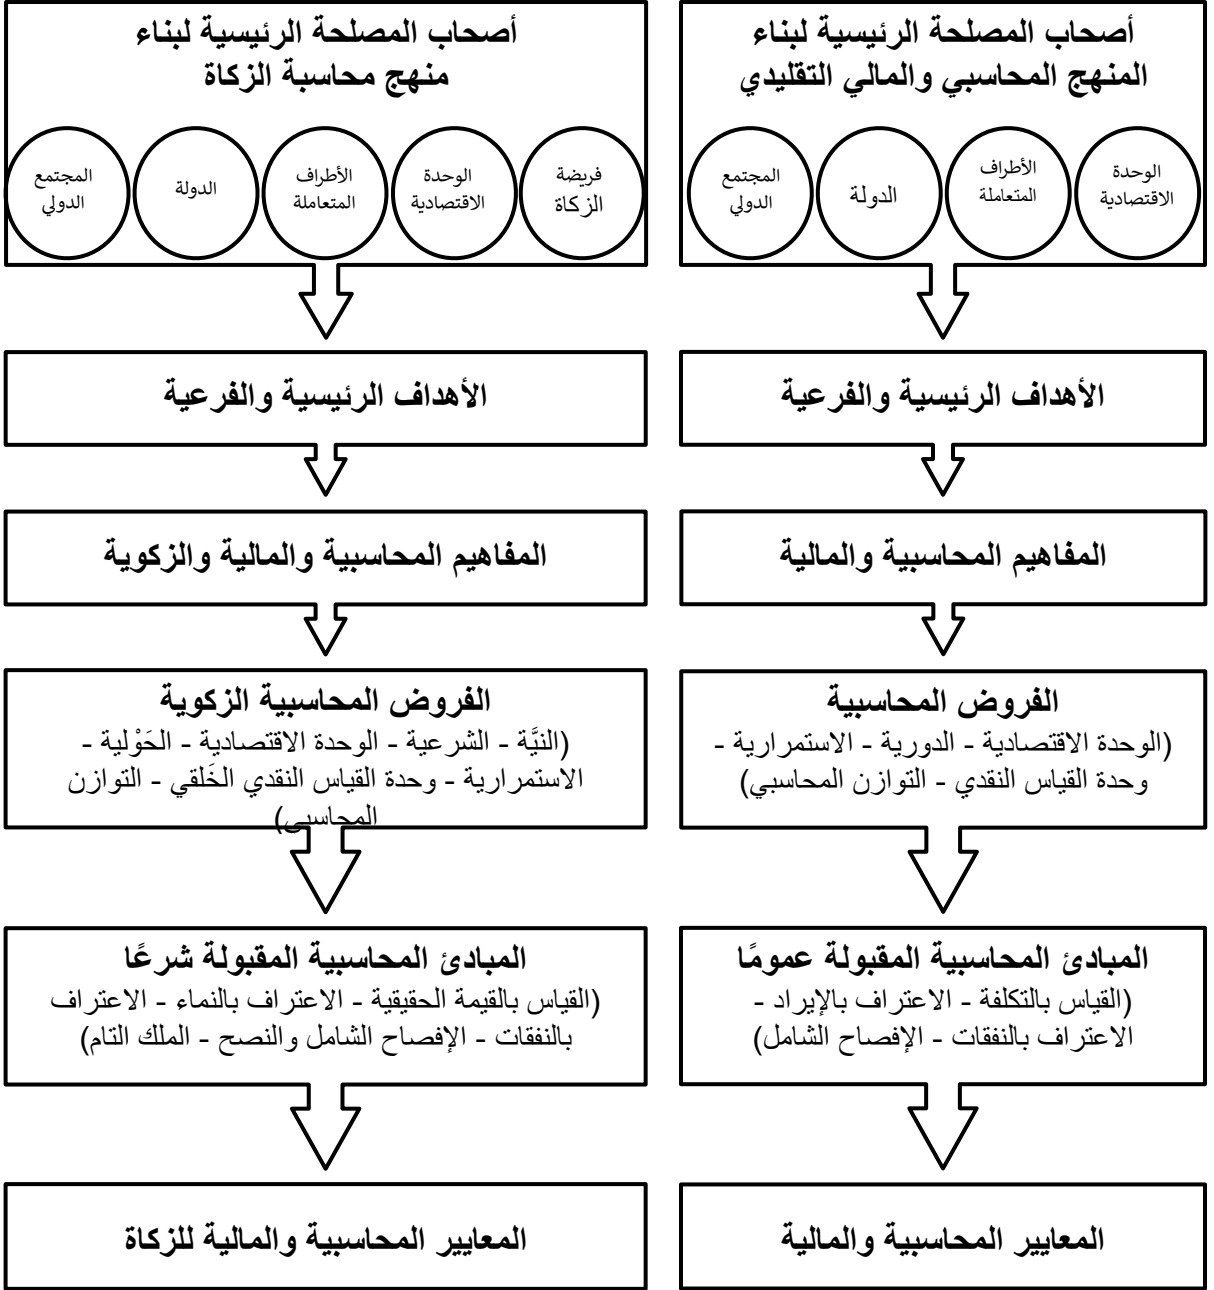 أصحاب المصلحة الرئيسية لبناء
المنهج المحاسبي والمالي التقليدي
الوحدة
الاقتصادية
الأطراف
المتعاملة
الدولة
المجتمع
الدولي
الأهداف الرئيسية والفرعية
المفاهيم المحاسبية والمالية
الفروض المحاسبية
(الوحدة الاقتصادية - الدورية - الاستمرارية -
وحدة القياس النقدي - التوازن المحاسبي)
المبادئ المحاسبية المقبولة عمومًا
(القياس بالتكلفة - الاعتراف بالإيراد -
الاعتراف بالنفقات - الإفصاح الشامل)
المعايير المحاسبية والمالية
أصحاب المصلحة الرئيسية لبناء
منهج محاسبة الزكاة
فريضة
الزكاة
الوحدة
الاقتصادية
الأطراف
المتعاملة
الدولة
المجتمع
الدولي
الأهداف الرئيسية والفرعية
المفاهيم المحاسبية والمالية والزكوية
الفروض المحاسبية الزكوية
(النيَّة - الشرعية - الوحدة الاقتصادية - الحَوْلية -
الاستمرارية - وحدة القياس النقدي الخَلقي - التوازن
المحاسبي)
المبادئ المحاسبية المقبولة شرعًا
(القياس بالقيمة الحقيقية - الاعتراف بالنماء - الاعتراف
بالنفقات - الإفصاح الشامل والنصح - الملك التام)
المعايير المحاسبية والمالية للزكاة